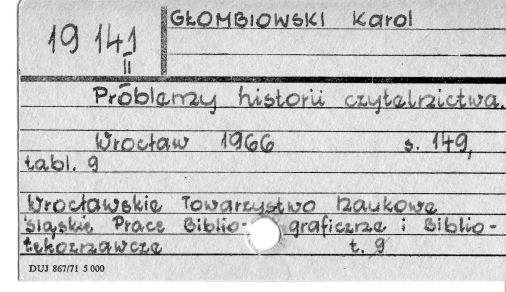 GŁOMBIOWSKI Karol
19 141
II
Problemy historii czytelnictwa.
Wrocław 1966 s. 149,
tabl. 9
Wrocławskie Towarzystwo Naukowe
Śląskie Prace Biblio- graficzne i Biblio-
tekoznawcze t. 9
DUJ 867/71 5 000